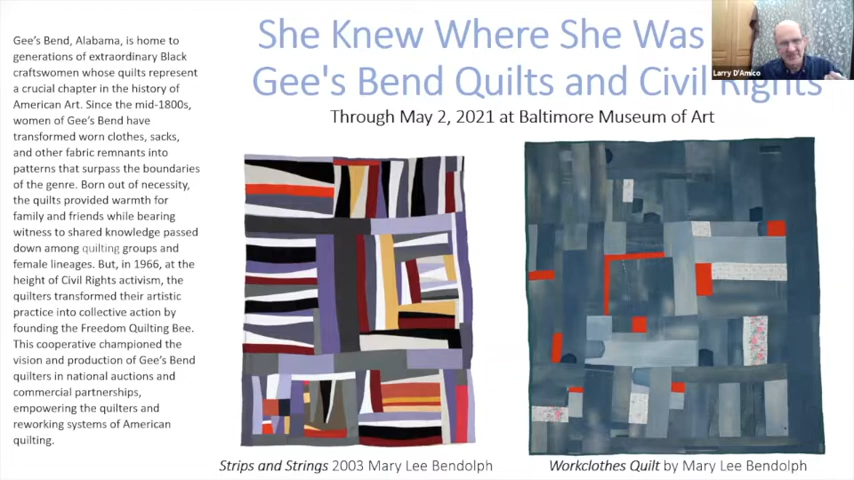 She Knew Where She Was
Gee's Bend Quilts and Civil Rights
Through May 2, 2021 at Baltimore Museum of Art
Larry D'Amico
Gee's Bend, Alabama, is home to
generations of extraordinary Black
craftswomen whose quilts represent
a crucial chapter in the history of
American Art. Since the mid-1800s,
women of Gee's Bend have
transformed worn clothes, sacks,
and other fabric remnants into
patterns that surpass the boundaries
of the genre. Born out of necessity,
the quilts provided warmth for
family and friends while bearing
witness to shared knowledge passed
down among quilting groups and
female lineages. But, in 1966, at the
height of Civil Rights activism, the
quilters transformed their artistic
practice into collective action by
founding the Freedom Quilting Bee.
This cooperative championed the
vision and production of Gee's Bend
quilters in national auctions and
commercial partnerships,
empowering the quilters and
reworking systems of American
quilting.
Strips and Strings 2003 Mary Lee Bendolph
Workclothes Quilt by Mary Lee Bendolph